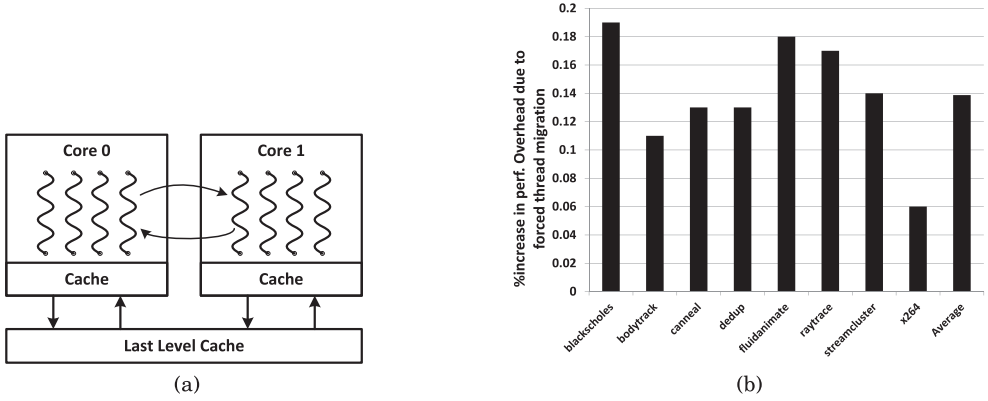 Core 0
Core 1
Cache
Cache
Last Level Cache
(a)
%increase in perf. Overhead due to
forced thread migration
0.2
0.18
0.16
0.14
0.12
0.1
0.08
0.06
0.04
0.02
0
blackscholes
bodytrack
canneal
dedup
fluidanimate
raytrace
streamcluster
x264
Average
(b)